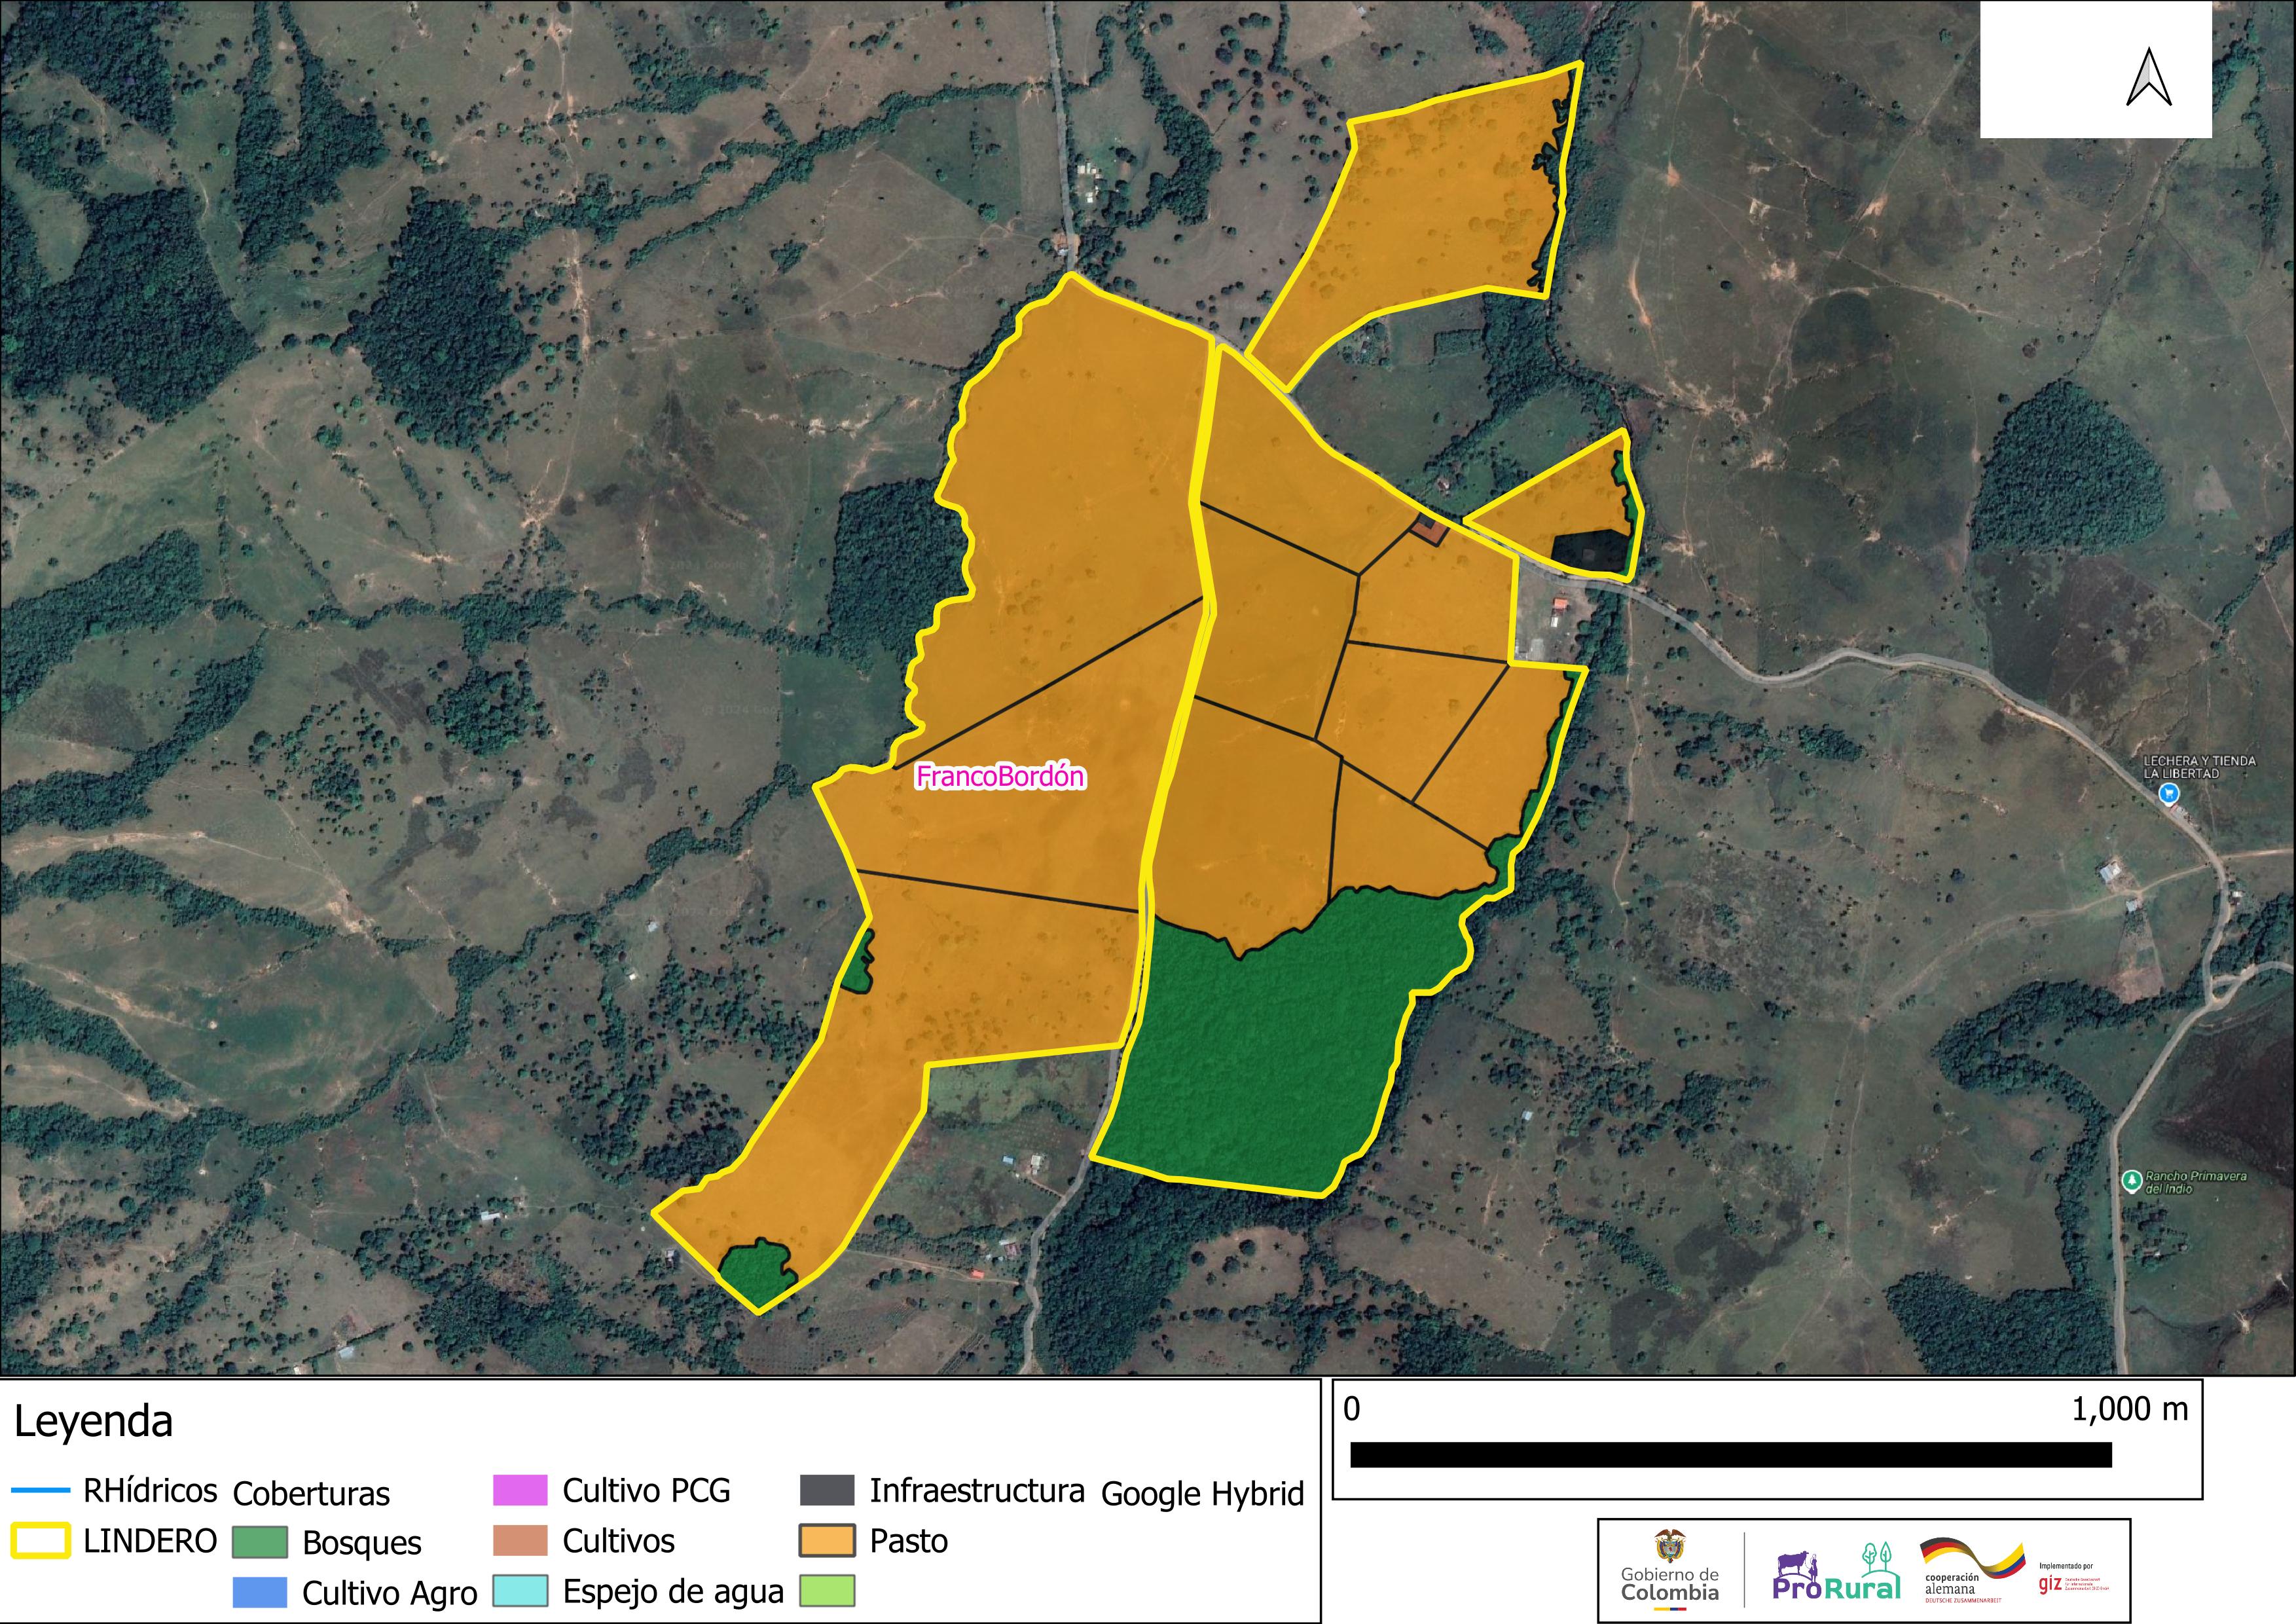 FrancoBordón
LECHERA Y TIENDA
LA LIBERTAD
Rancho Primavera
del Indio
Leyenda
RHídricos
LINDERO
Coberturas
Bosques
Cultivo Agro
Cultivo PCG
Cultivos
Espejo de agua
Infraestructura
Pasto
Google Hybrid
0 1,000 m
Gobierno de
Colombia
ProRural
cooperación
alemana
DEUTSCHE ZUSAMMENARBEIT
Implementado por
giz